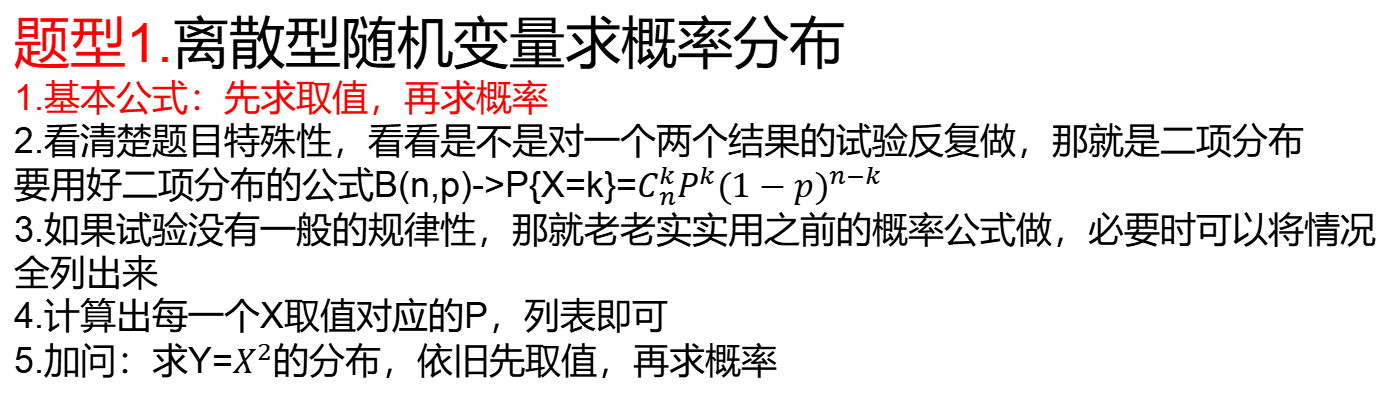 题型1.离散型随机变量求概率分布
1.基本公式：先求取值，再求概率
2.看清楚题目特殊性，看看是不是对一个两个结果的试验反复做，那就是二项分布
要用好二项分布的公式B(n,p)->P{X=k}=$C_n^k P^k (1-p)^{n-k}$
3.如果试验没有一般的规律性，那就老老实实用之前的概率公式做，必要时可以将情况
全列出来
4.计算出每一个X取值对应的P，列表即可
5.加问：求Y=$X^2$的分布，依旧先取值，再求概率